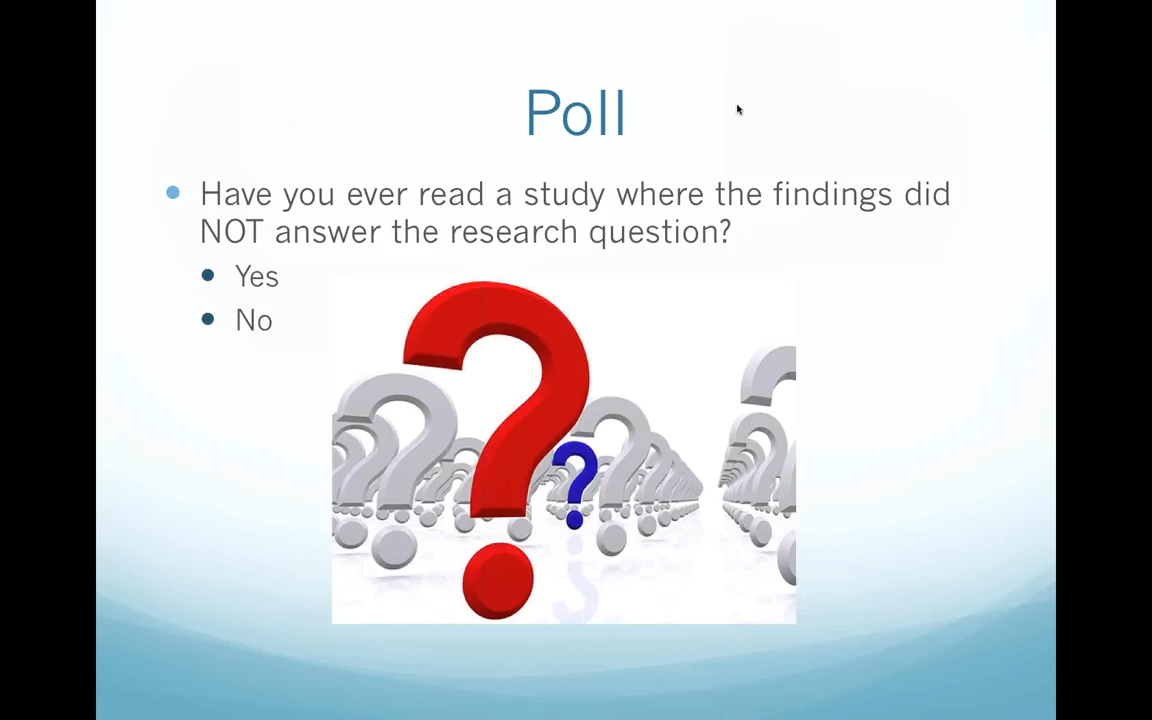 Poll
Have you ever read a study where the findings did
NOT answer the research question?
Yes
No